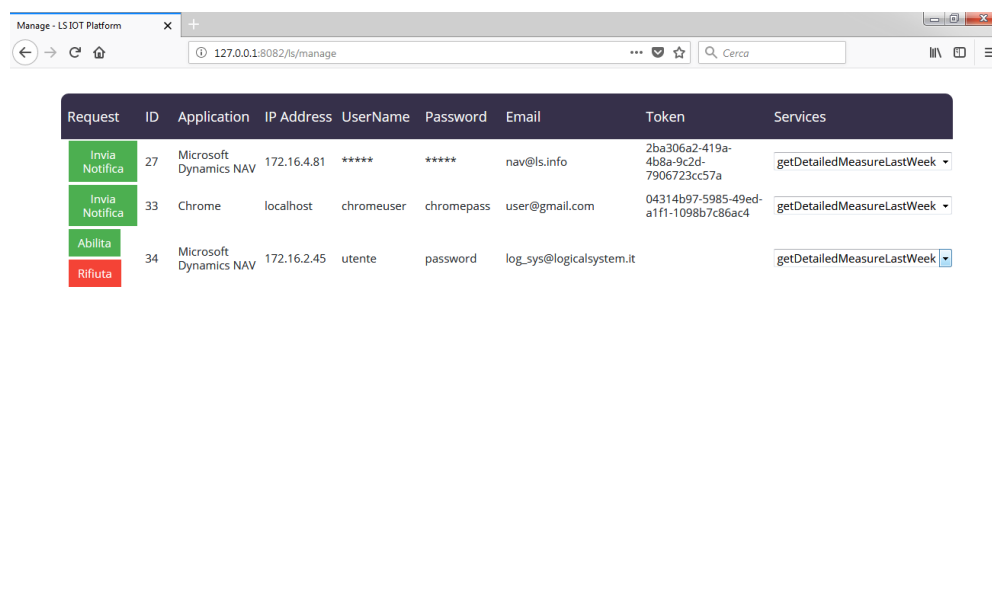 Manage - LS IOT Platform
127.0.0.1:8082/ls/manage
Cerca
Request ID Application IP Address UserName Password Email Token Services
Invia Notifica 27 Microsoft Dynamics NAV 172.16.4.81 ***** ***** nav@ls.info 2ba306a2-419a-4b8a-9c2d-7906723cc57a getDetailedMeasureLastWeek
Invia Notifica 33 Chrome localhost chromeuser chromepass user@gmail.com 04314b97-5985-49ed-a1f1-1098b7c86ac4 getDetailedMeasureLastWeek
Abilita
Rifiuta
34 Microsoft Dynamics NAV 172.16.2.45 utente password log_sys@logicalsystem.it getDetailedMeasureLastWeek